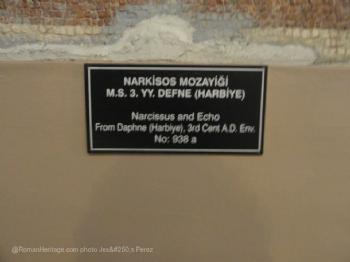 NARKİSOS MOZAYİĞİ
M.S. 3. YY. DEFNE (HARBİYE)
Narcissus and Echo
From Daphne (Harbiye), 3rd Cent A.D. Env.
No: 938 a
@RomanHeritage.com photo Jes&#250;s Perez